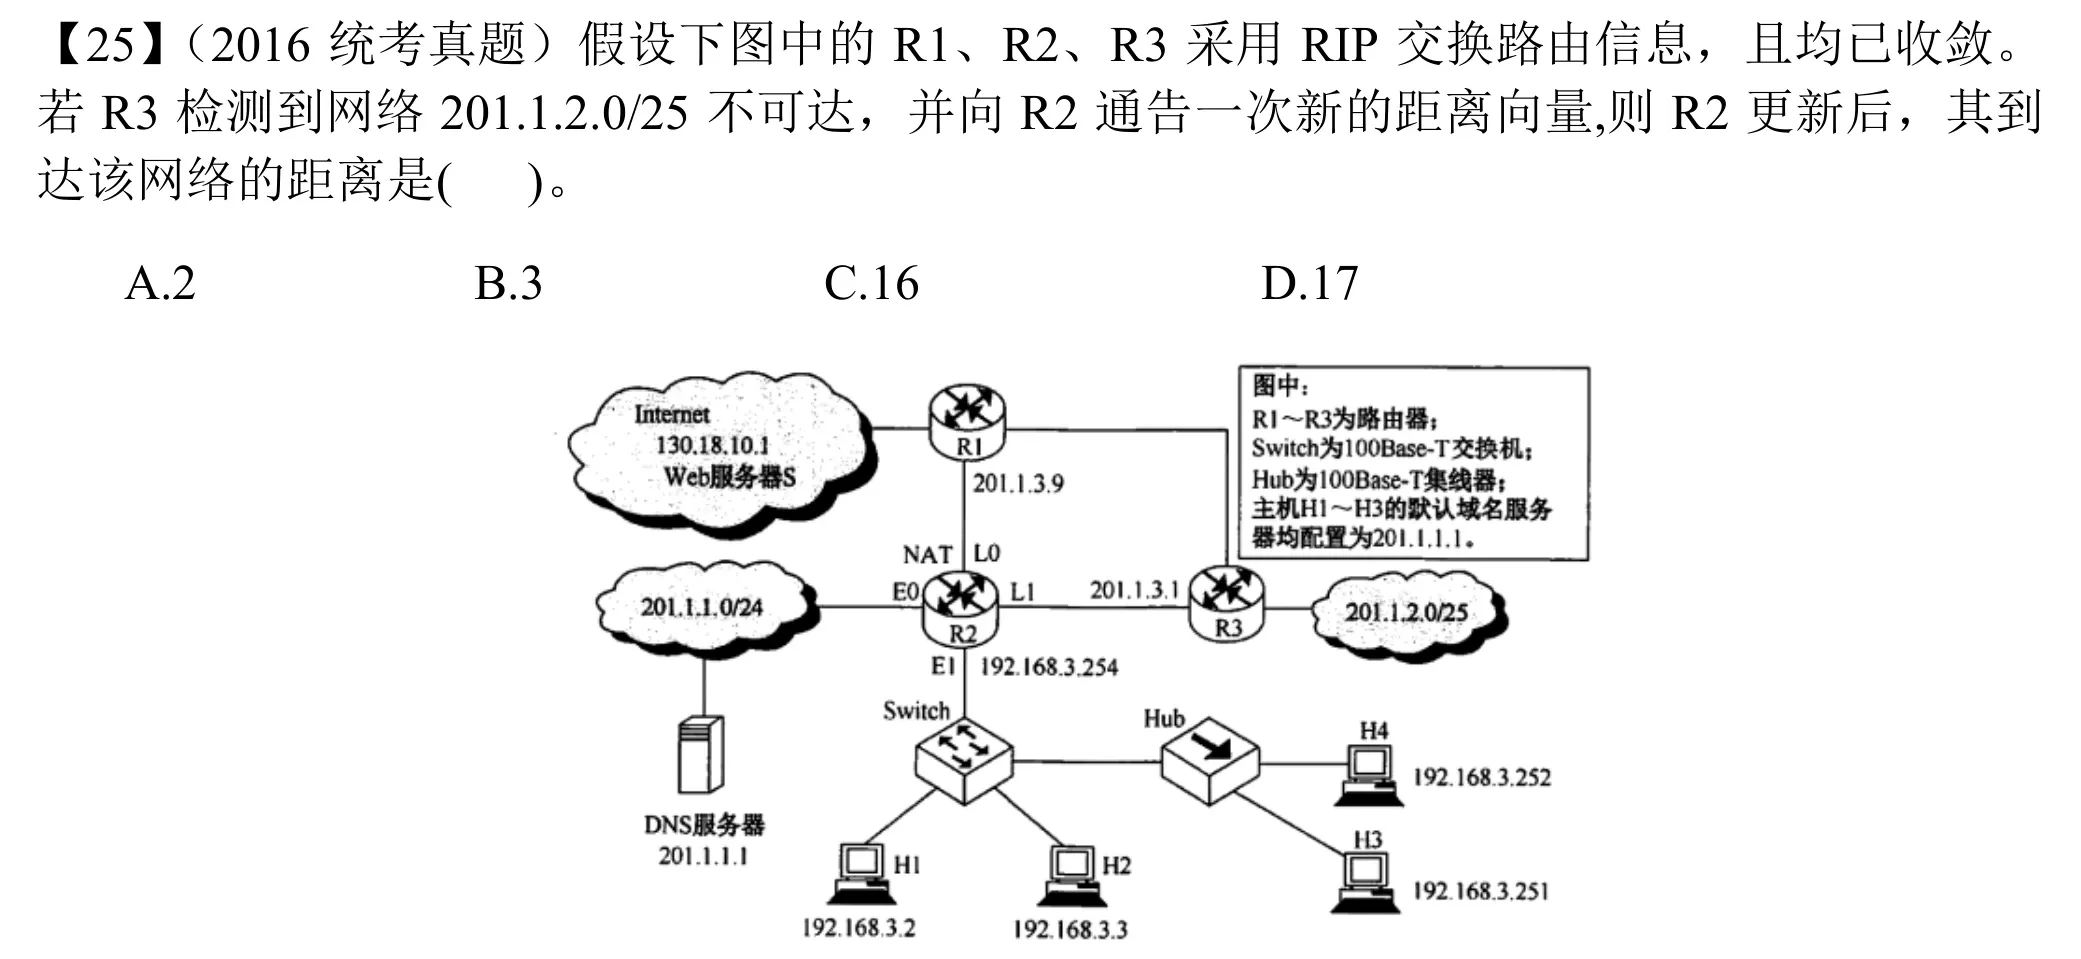 【25】（2016 统考真题）假设下图中的 R1、R2、R3 采用 RIP 交换路由信息，且均已收敛。
若 R3 检测到网络 201.1.2.0/25 不可达，并向 R2 通告一次新的距离向量,则 R2 更新后，其到
达该网络的距离是(　　)。
A.2　B.3　C.16　D.17
Internet
130.18.10.1
Web服务器S
R1
201.1.3.9
图中：
R1～R3为路由器；
Switch为100Base-T交换机；
Hub为100Base-T集线器；
主机H1～H3的默认域名服务
器均配置为201.1.1.1。
NAT L0
201.1.1.0/24
E0
R2
L1
201.1.3.1
R3
201.1.2.0/25
E1 192.168.3.254
Switch
Hub
H4
192.168.3.252
DNS服务器
201.1.1.1
H1
192.168.3.2
H2
192.168.3.3
H3
192.168.3.251